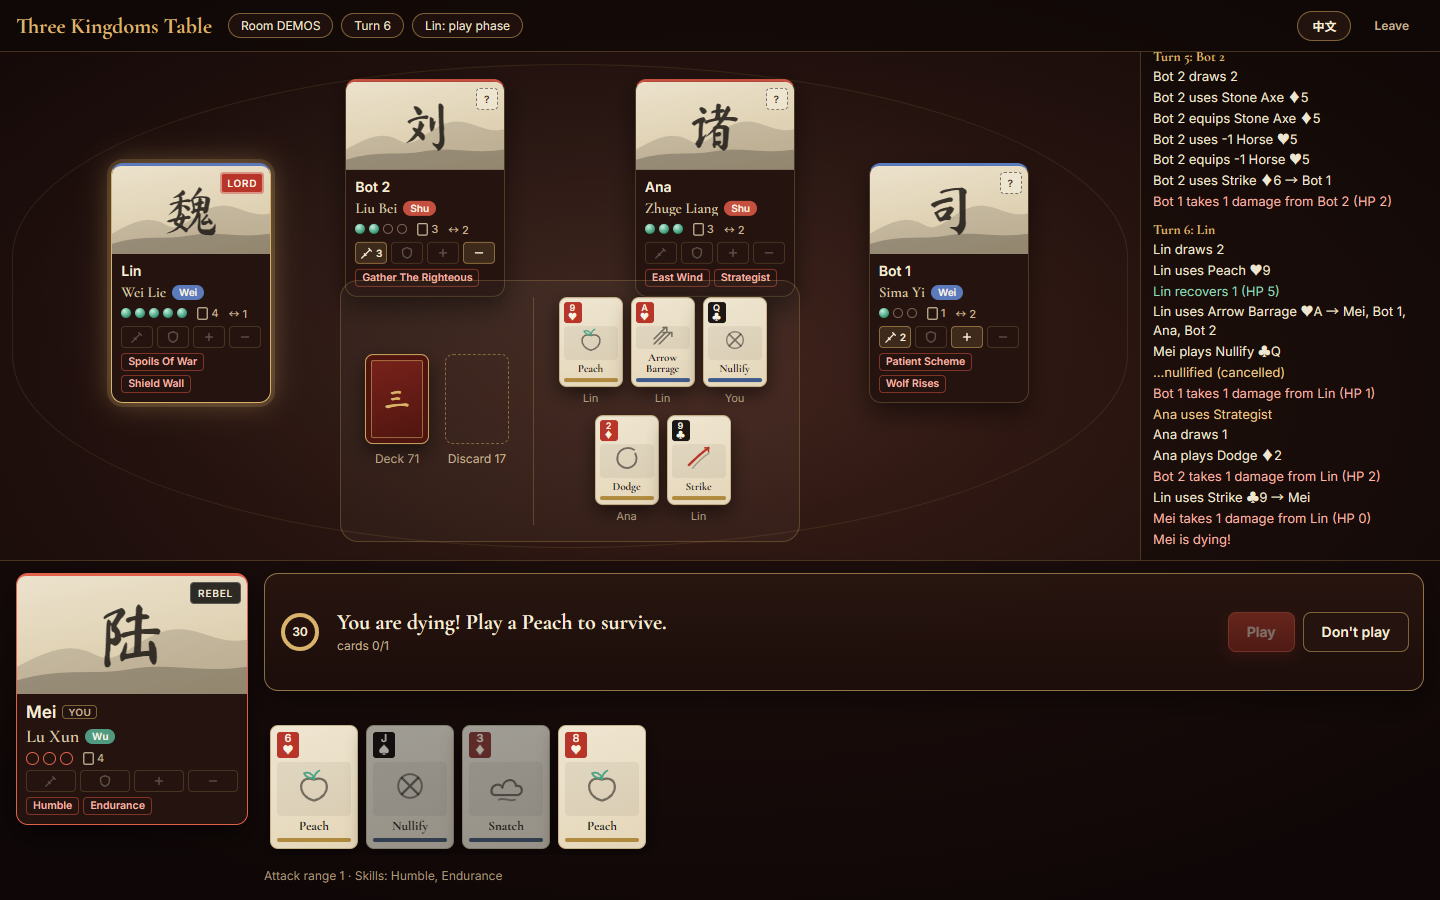 Three Kingdoms Table
Room DEMOS
Turn 6
Lin: play phase
中文
Leave
魏
LORD
Lin
Wei Lie Wei
4 ↔ 1
Spoils Of War
Shield Wall
刘
?
Bot 2
Liu Bei Shu
3 ↔ 2
3 + −
Gather The Righteous
诸
?
Ana
Zhuge Liang Shu
3 ↔ 2
+ −
East Wind Strategist
司
?
Bot 1
Sima Yi Wei
1 ↔ 2
2 + −
Patient Scheme
Wolf Rises
三
Deck 71
Discard 17
9 ♥ Peach
Lin
A ♥ Arrow Barrage
Lin
Q ♣ Nullify
You
2 ♦ Dodge
Ana
9 ♣ Strike
Lin
Turn 5: Bot 2
Bot 2 draws 2
Bot 2 uses Stone Axe ♦5
Bot 2 equips Stone Axe ♦5
Bot 2 uses -1 Horse ♥5
Bot 2 equips -1 Horse ♥5
Bot 2 uses Strike ♦6 → Bot 1
Bot 1 takes 1 damage from Bot 2 (HP 2)
Turn 6: Lin
Lin draws 2
Lin uses Peach ♥9
Lin recovers 1 (HP 5)
Lin uses Arrow Barrage ♥A → Mei, Bot 1,
Ana, Bot 2
Mei plays Nullify ♣Q
...nullified (cancelled)
Bot 1 takes 1 damage from Lin (HP 1)
Ana uses Strategist
Ana draws 1
Ana plays Dodge ♦2
Bot 2 takes 1 damage from Lin (HP 2)
Lin uses Strike ♣9 → Mei
Mei takes 1 damage from Lin (HP 0)
Mei is dying!
陆
REBEL
Mei YOU
Lu Xun Wu
4
+ −
Humble Endurance
30
You are dying! Play a Peach to survive.
cards 0/1
Play
Don't play
6 ♥ Peach
J ♠ Nullify
3 ♦ Snatch
8 ♥ Peach
Attack range 1 · Skills: Humble, Endurance